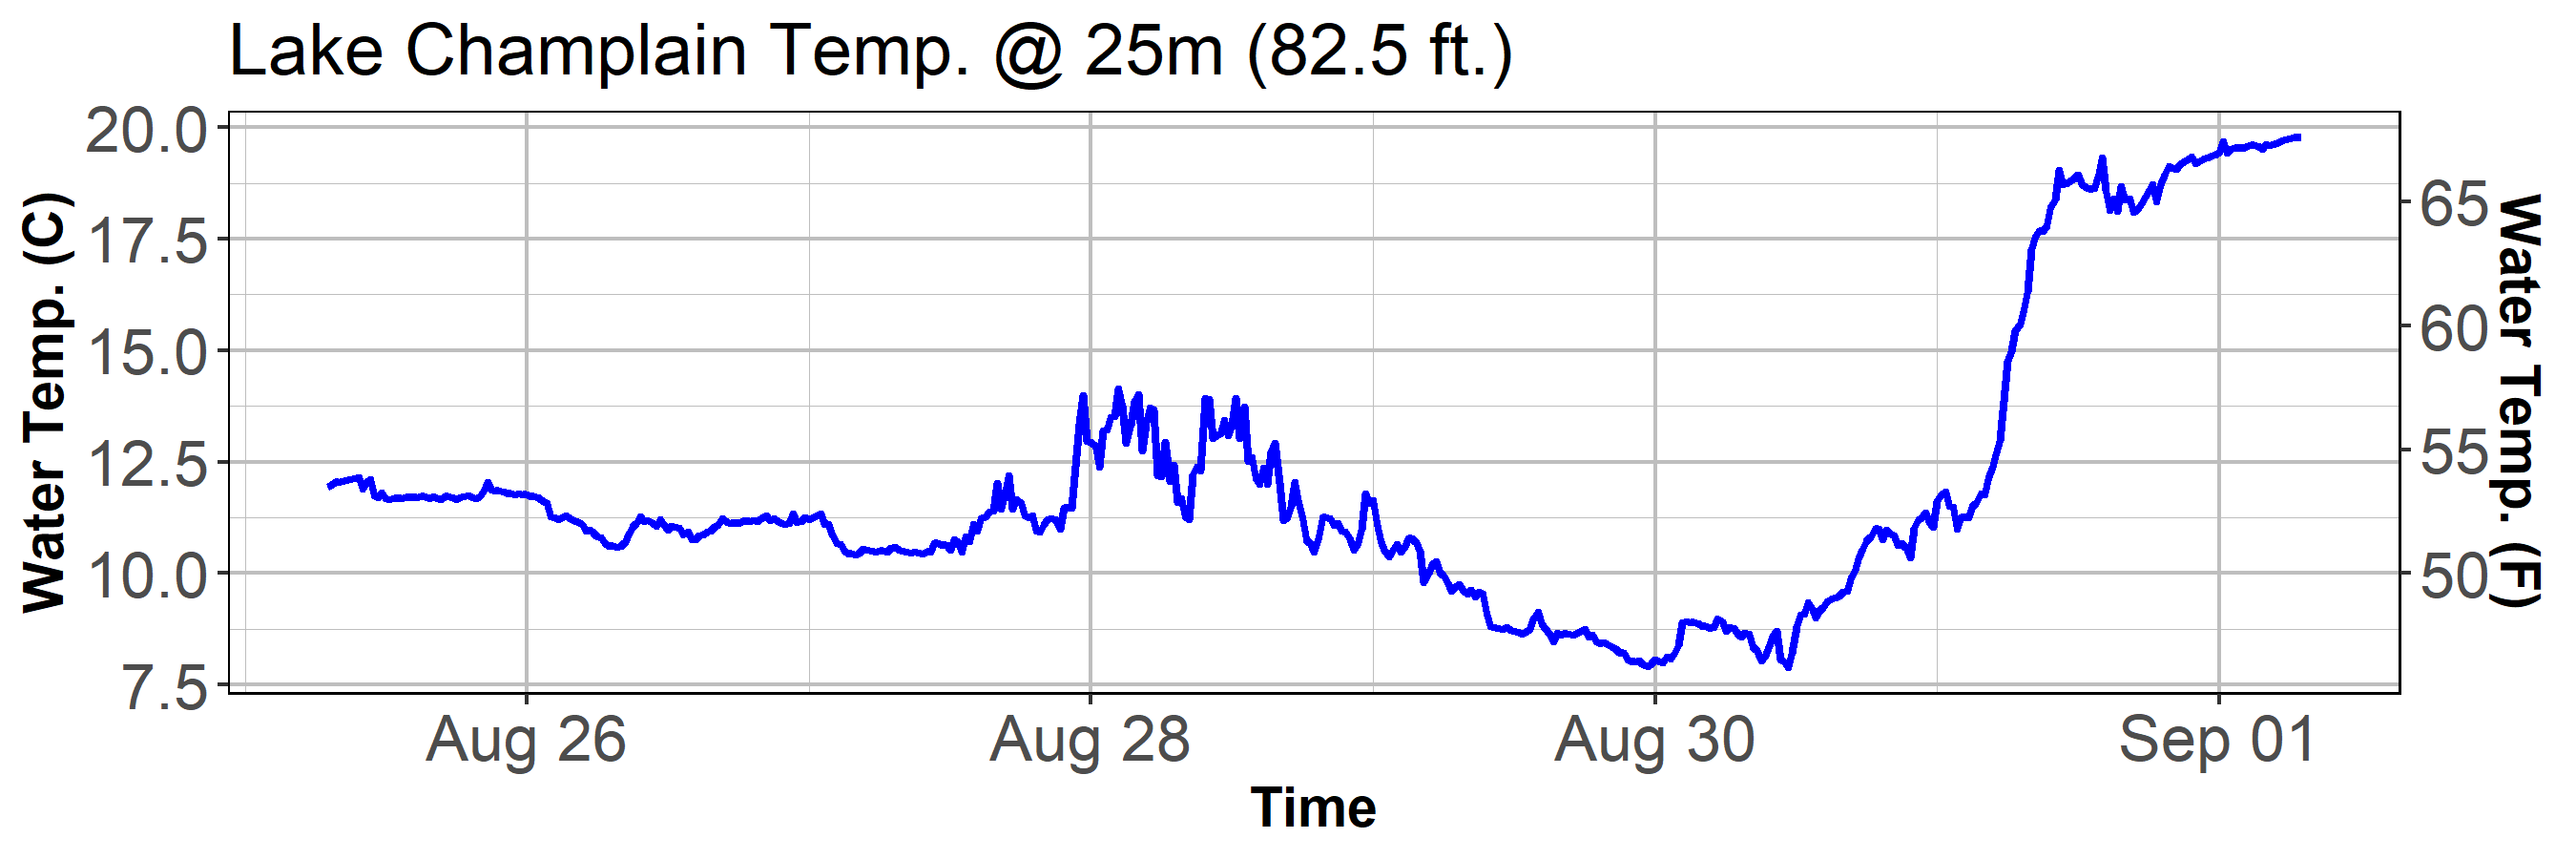 Lake Champlain Temp. @ 25m (82.5 ft.)
Water Temp. (C)
20.0
17.5
15.0
12.5
10.0
7.5
65
60
55
50
Water Temp. (F)
Aug 26
Aug 28
Aug 30
Sep 01
Time